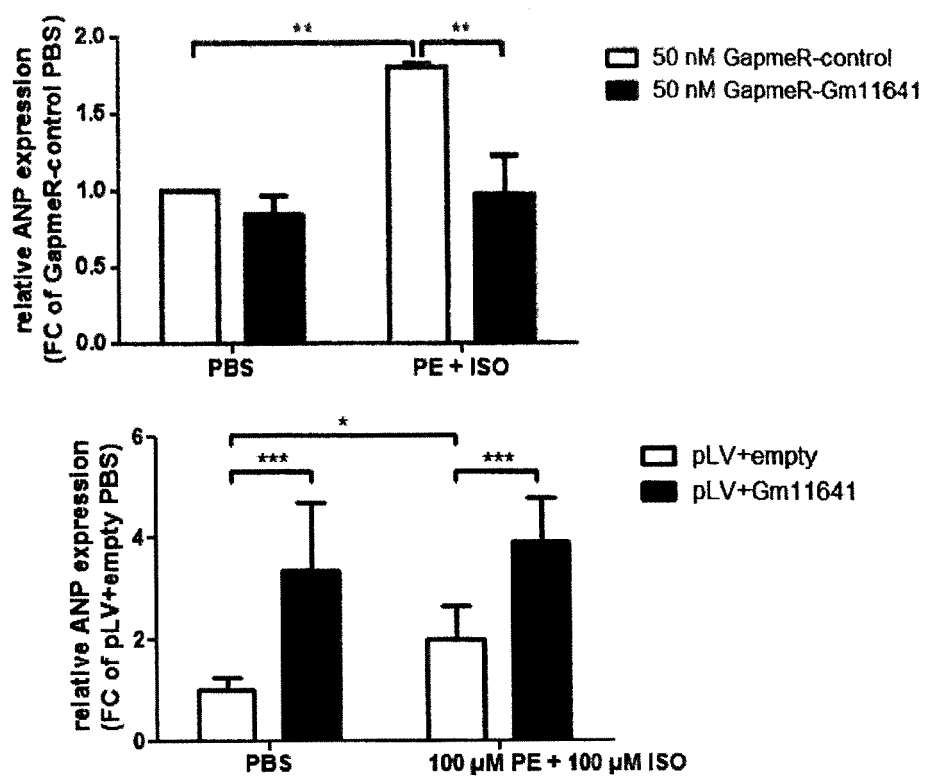 relative ANP expression
(FC of GapmeR-control PBS)
2.0
1.5
1.0
0.5
0.0
**
**
50 nM GapmeR-control
50 nM GapmeR-Gm11641
PBS
PE + ISO
relative ANP expression
(FC of pLV+empty PBS)
6
4
2
0
*
***
***
pLV+empty
pLV+Gm11641
PBS
100 µM PE + 100 µM ISO